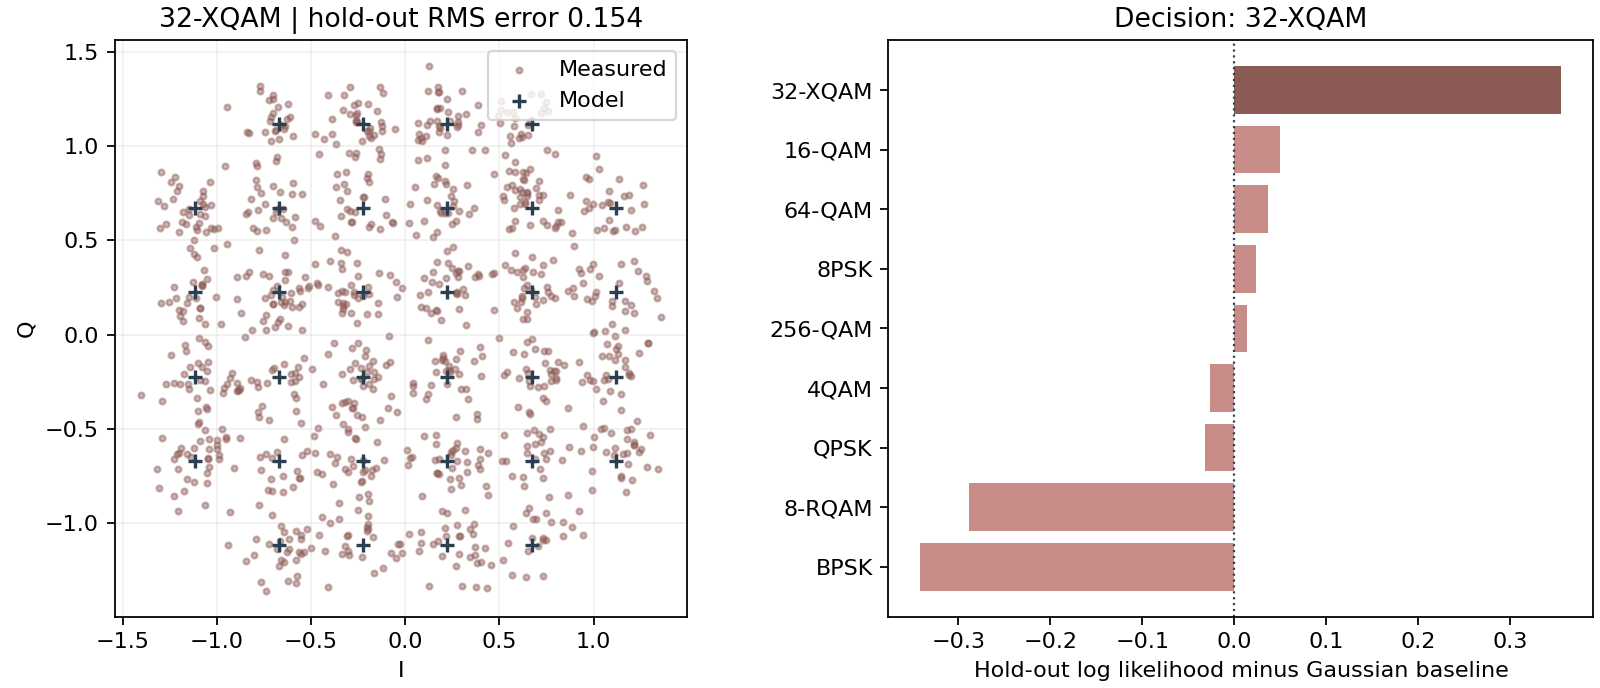 32-XQAM | hold-out RMS error 0.154
Measured
Model
1.5
1.0
0.5
0.0
−0.5
−1.0
Q
−1.5
−1.0
−0.5
0.0
0.5
1.0
I
Decision: 32-XQAM
32-XQAM
16-QAM
64-QAM
8PSK
256-QAM
4QAM
QPSK
8-RQAM
BPSK
−0.3
−0.2
−0.1
0.0
0.1
0.2
0.3
Hold-out log likelihood minus Gaussian baseline